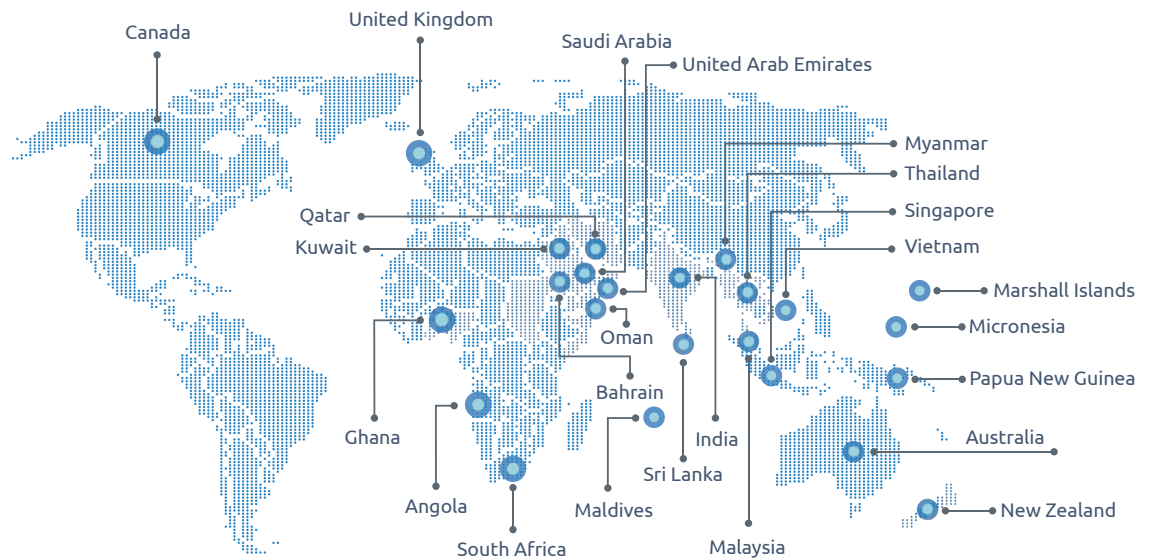 United Kingdom
Canada
Saudi Arabia
United Arab Emirates
Myanmar
Thailand
Singapore
Qatar
Kuwait
Vietnam
Marshall Islands
Micronesia
Oman
Papua New Guinea
Bahrain
Ghana
India
Australia
Sri Lanka
Angola
Maldives
New Zealand
South Africa
Malaysia